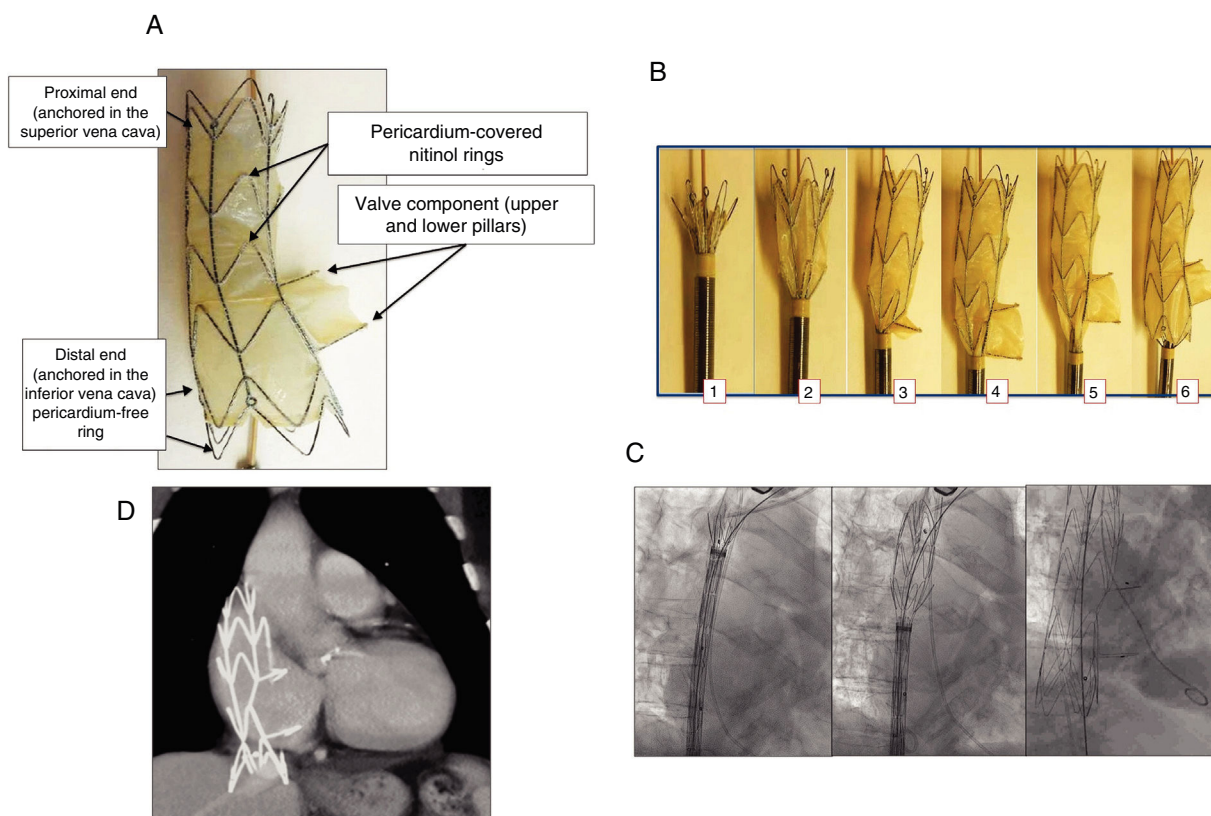 A
Proximal end
(anchored in the
superior vena cava)
Pericardium-covered
nitinol rings
Valve component (upper
and lower pillars)
Distal end
(anchored in the
inferior vena cava)
pericardium-free
ring
B
1
2
3
4
5
6
C
D